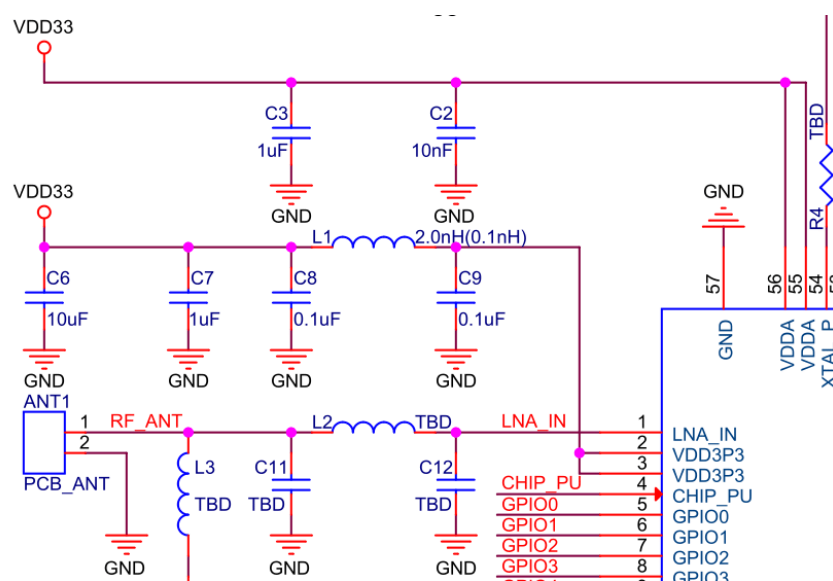 VDD33
C3
1uF
GND
C2
10nF
GND
TBD
R4
VDD33
L1
2.0nH(0.1nH)
C6
10uF
GND
C7
1uF
GND
C8
0.1uF
GND
C9
0.1uF
GND
GND
57
56
55
54
GND
VDDA
VDDA
XTAL_P
ANT1
1
2
PCB_ANT
RF_ANT
GND
L3
TBD
C11
TBD
GND
L2
TBD
C12
TBD
GND
LNA_IN
1
LNA_IN
2
VDD3P3
3
VDD3P3
CHIP_PU
4
CHIP_PU
GPIO0
5
GPIO0
GPIO1
6
GPIO1
GPIO2
7
GPIO2
GPIO3
8
GPIO3